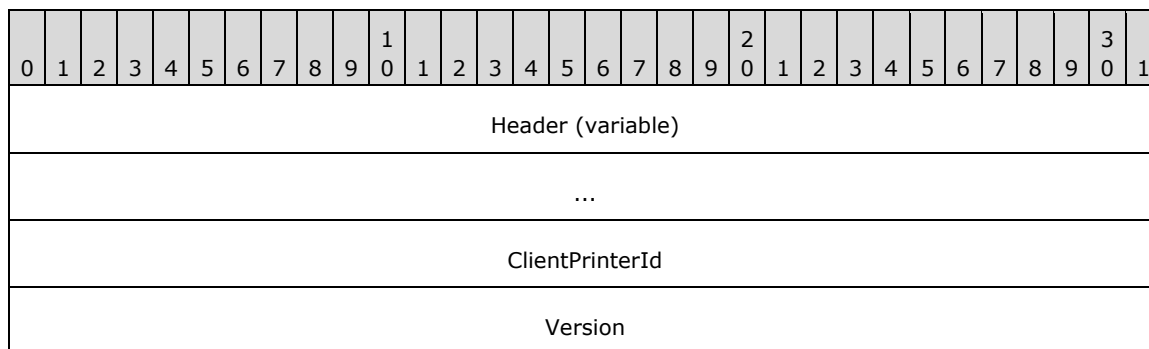 1 2 3
0 1 2 3 4 5 6 7 8 9 0 1 2 3 4 5 6 7 8 9 0 1 2 3 4 5 6 7 8 9 0 1
Header (variable)
...
ClientPrinterId
Version